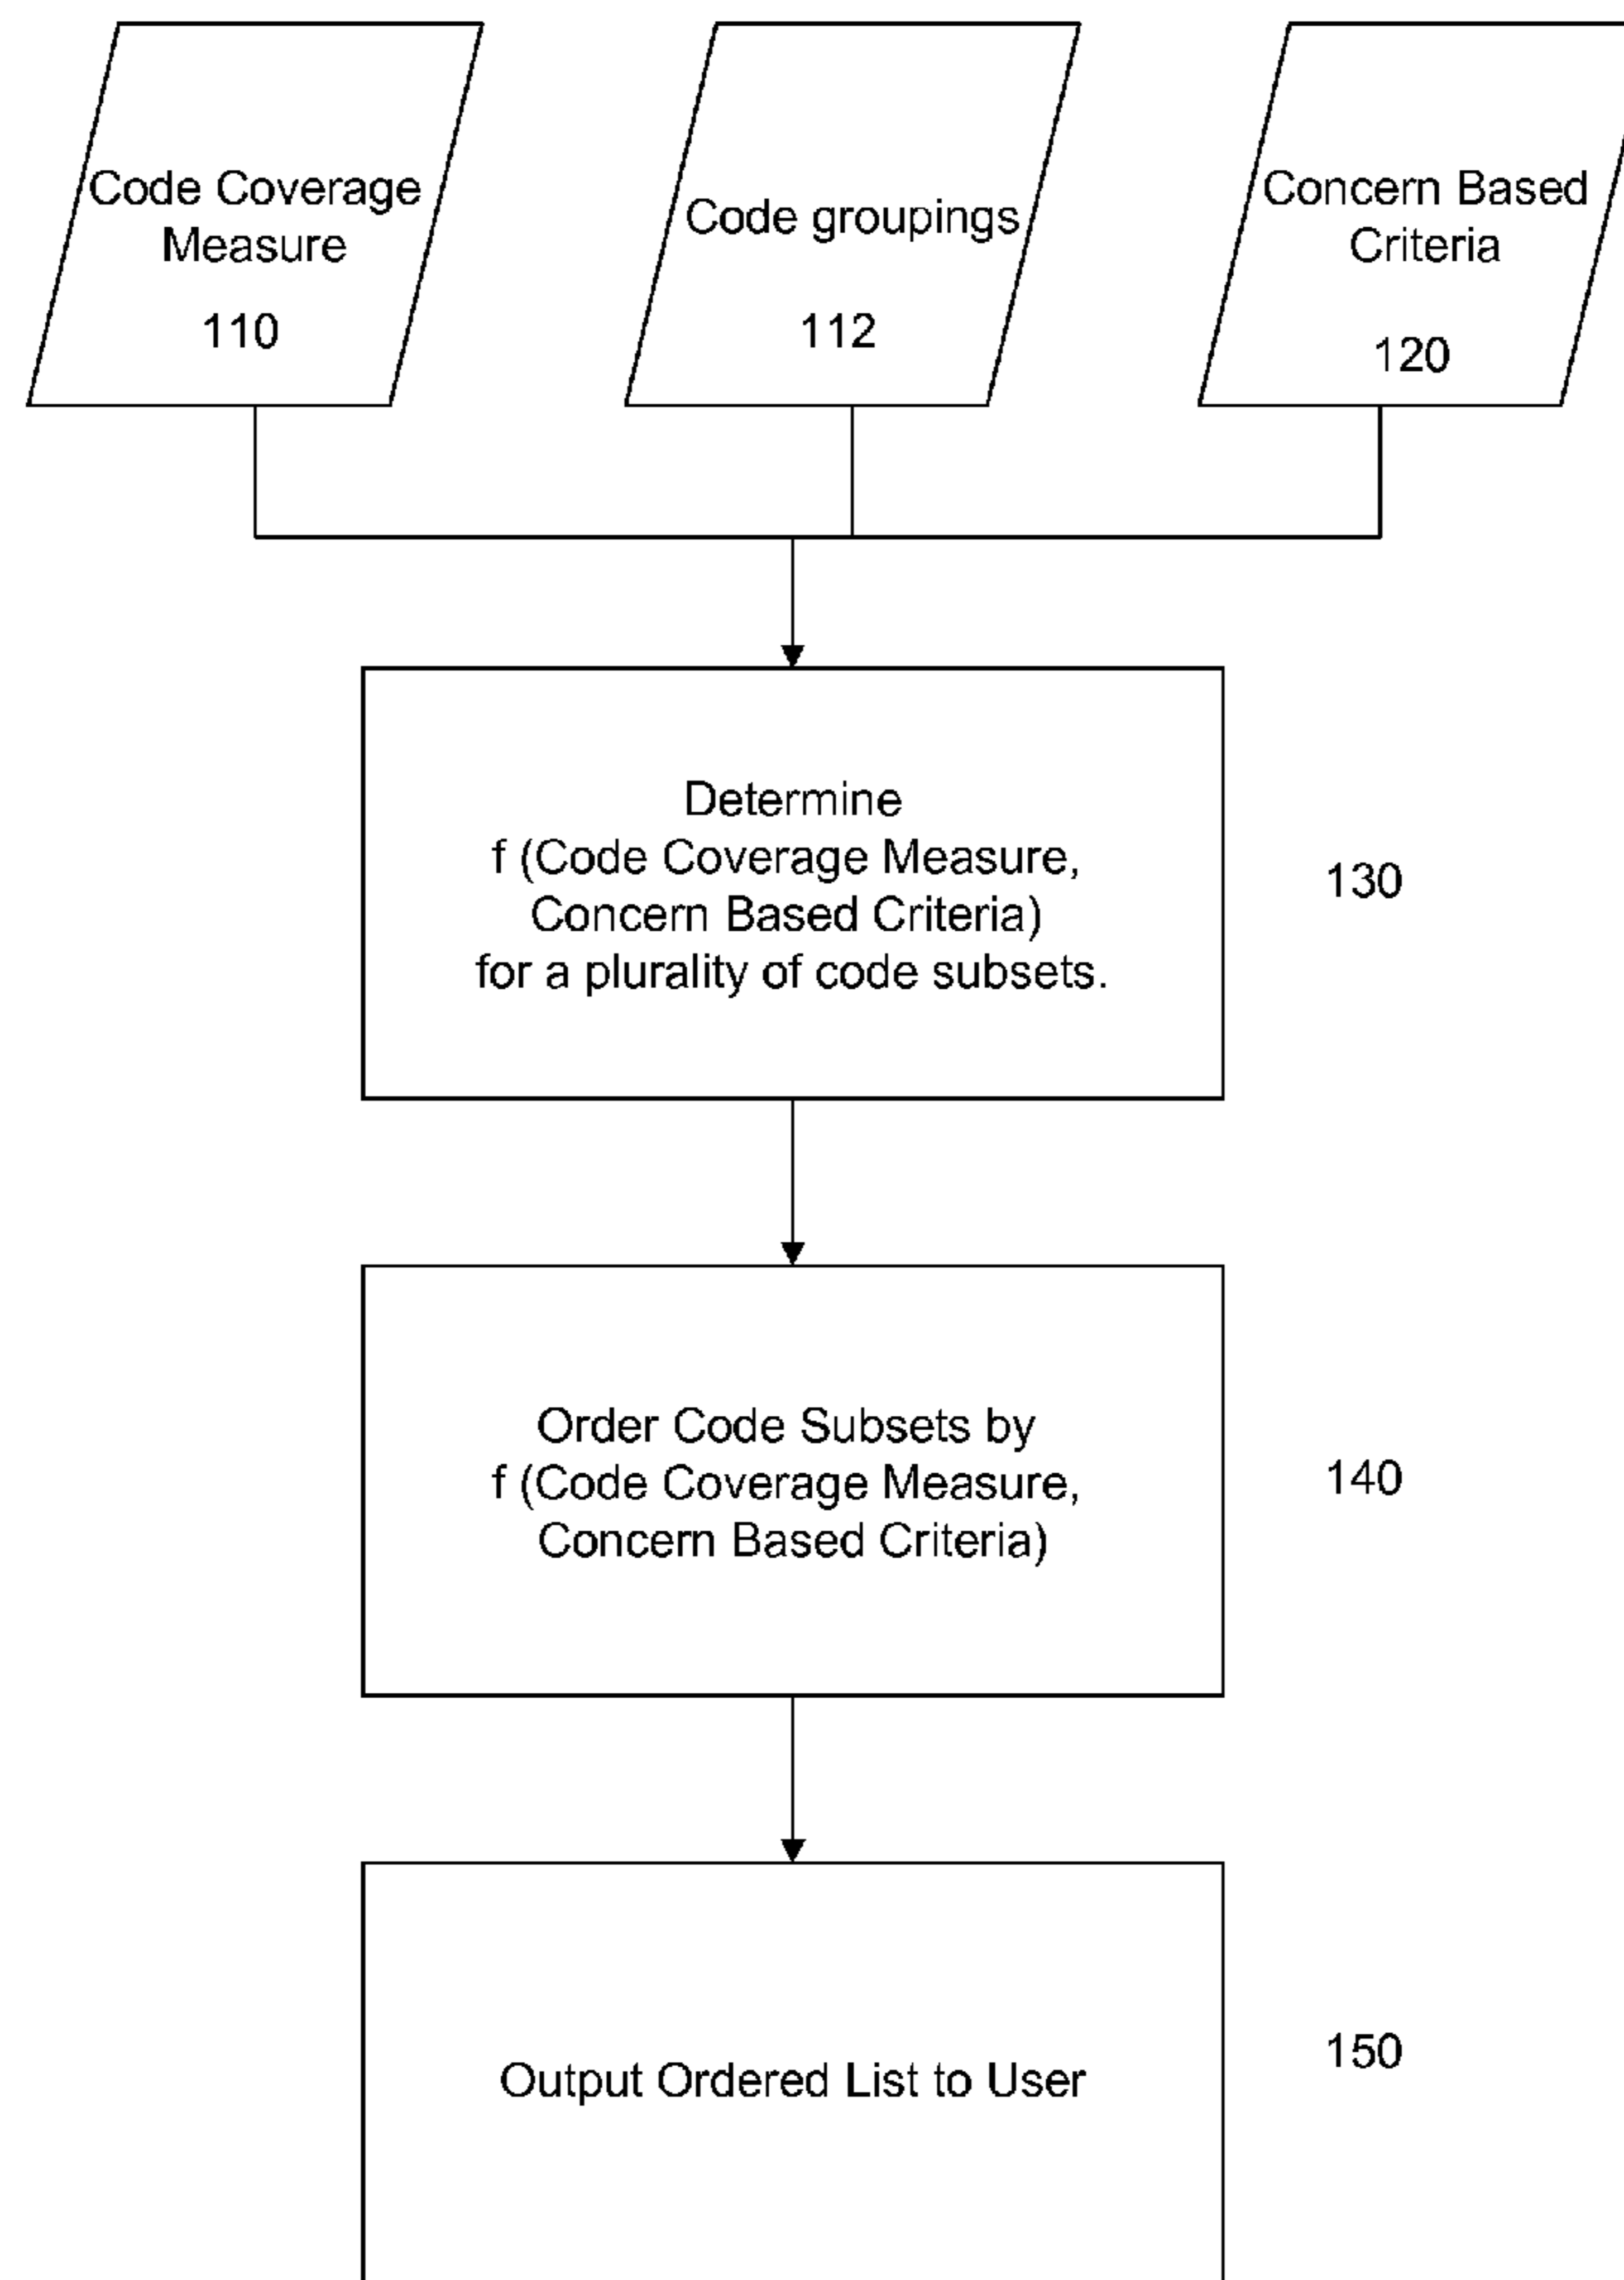 Code Coverage
Measure
110
Code groupings
112
Concern Based
Criteria
120
Determine
f (Code Coverage Measure,
Concern Based Criteria)
for a plurality of code subsets.
130
Order Code Subsets by
f (Code Coverage Measure,
Concern Based Criteria)
140
Output Ordered List to User
150